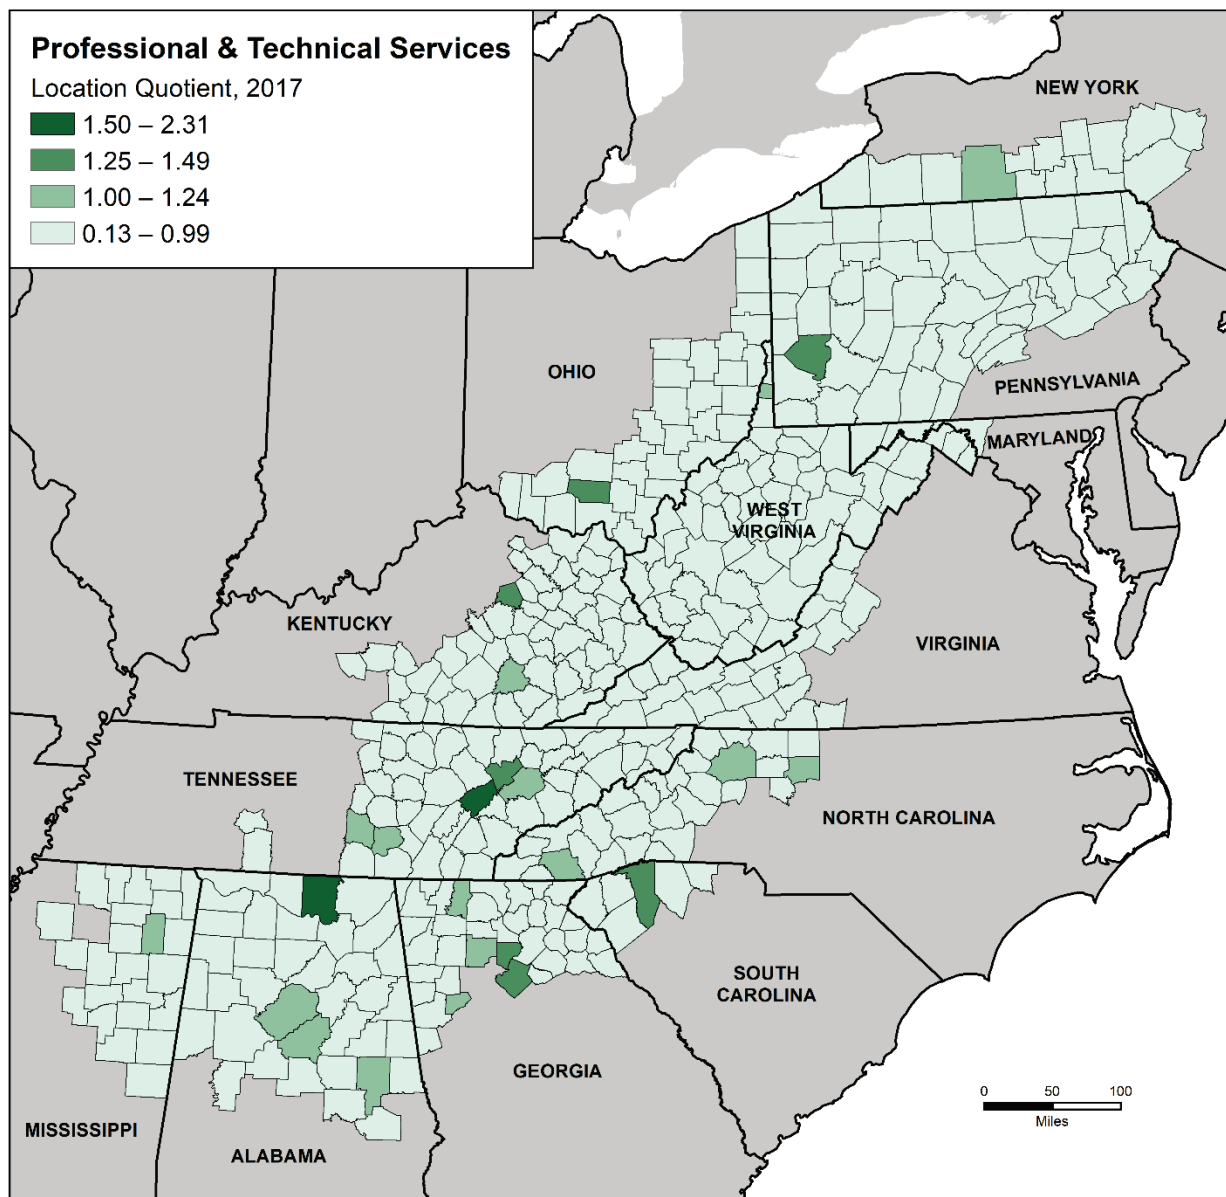 Professional & Technical Services
Location Quotient, 2017
1.50 – 2.31
1.25 – 1.49
1.00 – 1.24
0.13 – 0.99
NEW YORK
OHIO
PENNSYLVANIA
MARYLAND
WEST
VIRGINIA
KENTUCKY
VIRGINIA
TENNESSEE
NORTH CAROLINA
SOUTH
CAROLINA
GEORGIA
MISSISSIPPI
ALABAMA
0 50 100
Miles